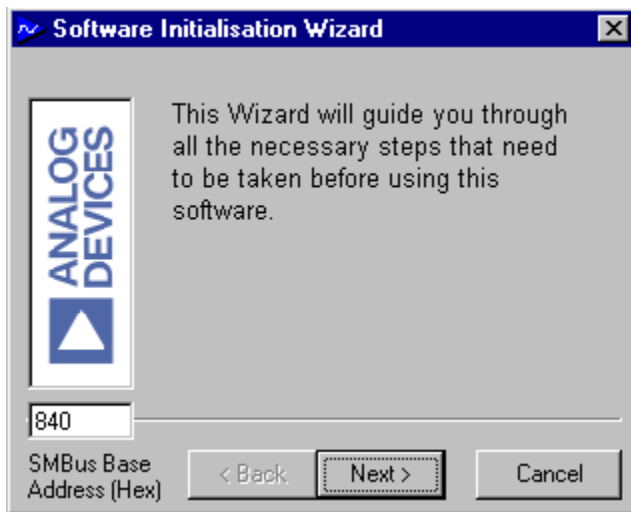 Software Initialisation Wizard
This Wizard will guide you through
all the necessary steps that need
to be taken before using this
software.
ANALOG
DEVICES
840
SMBus Base
Address (Hex)
< Back
Next >
Cancel